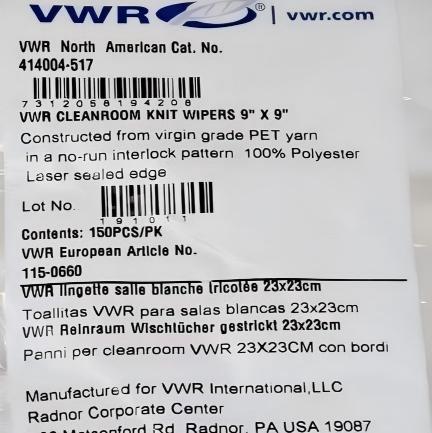 VWR ® | vwr.com
VWR North American Cat. No.
414004-517
7312058194208
VWR CLEANROOM KNIT WIPERS 9" X 9"
Constructed from virgin grade PET yarn
in a no-run interlock pattern 100% Polyester
Laser sealed edge
Lot No.
191011
Contents: 150PCS/PK
VWR European Article No.
115-0660
VWR lingette salle blanche tricotée 23x23cm
Toallitas VWR para salas blancas 23x23cm
VWR Reinraum Wischtücher gestrickt 23x23cm
Panni per cleanroom VWR 23X23CM con bordi
Manufactured for VWR International,LLC
Radnor Corporate Center
Matsonford Rd. Radnor, PA USA 19087